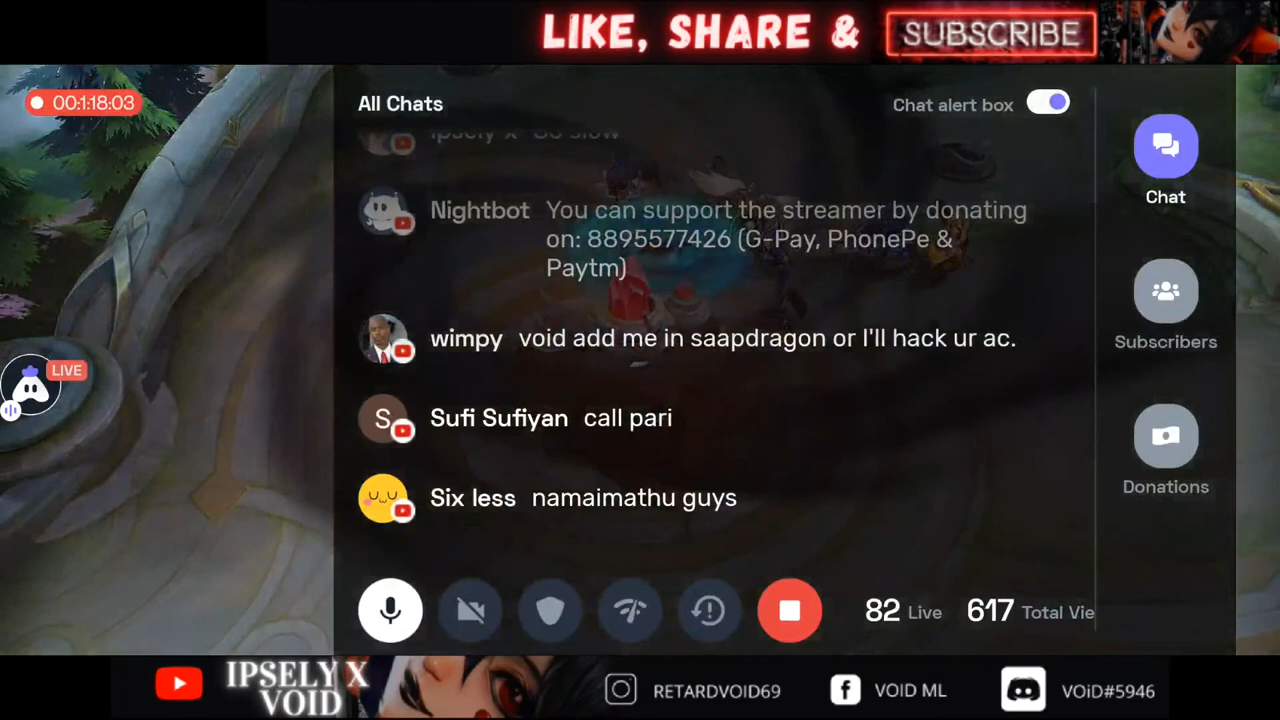 LIKE, SHARE & SUBSCRIBE
00:1:18:03
All Chats
Chat alert box
Ipsely x So slow
Chat
Nightbot You can support the streamer by donating
on: 8895577426 (G-Pay, PhonePe &
Paytm)
Subscribers
wimpy void add me in saapdragon or I'll hack ur ac.
LIVE
S Sufi Sufiyan call pari
Donations
Six less namaimathu guys
82 Live 617 Total Vie
IPSELY X
VOID
RETARDVOID69
VOID ML
VOiD#5946